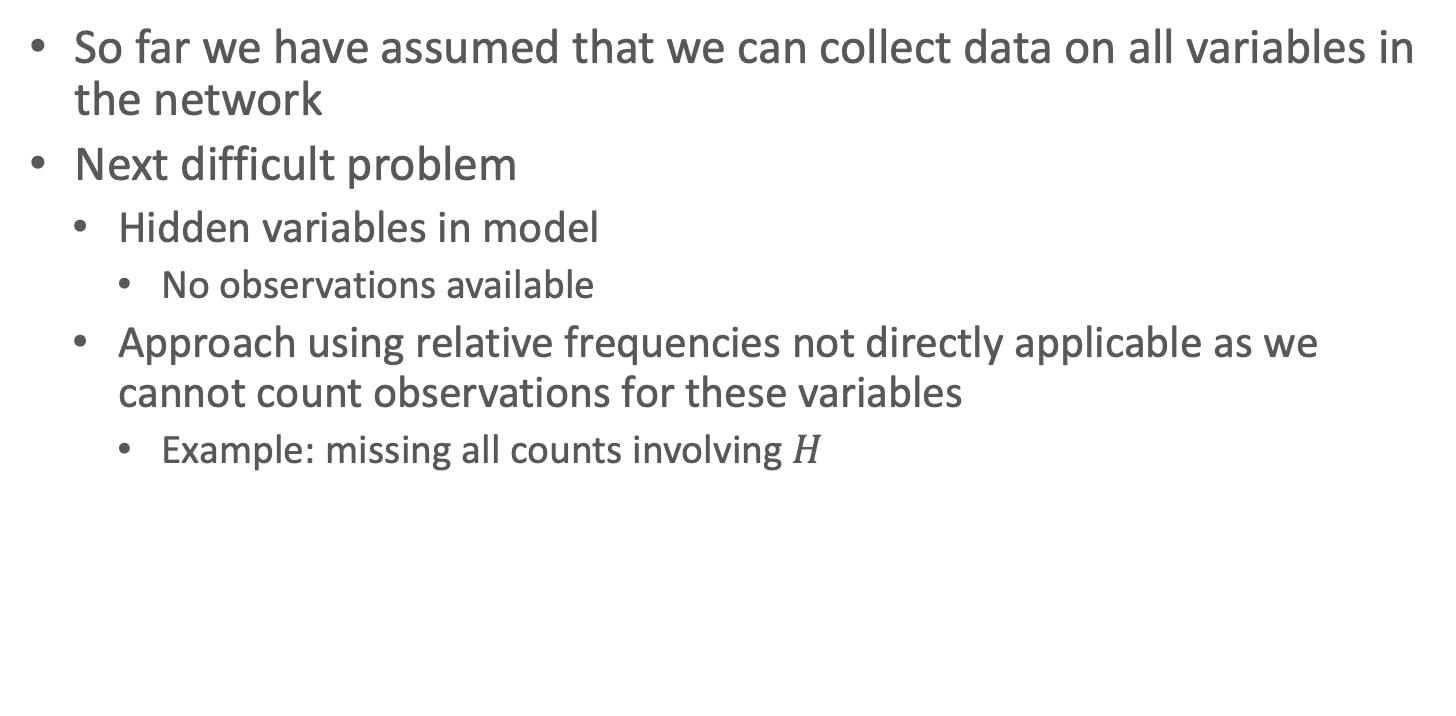 • So far we have assumed that we can collect data on all variables in
the network
• Next difficult problem
• Hidden variables in model
• No observations available
• Approach using relative frequencies not directly applicable as we
cannot count observations for these variables
• Example: missing all counts involving H